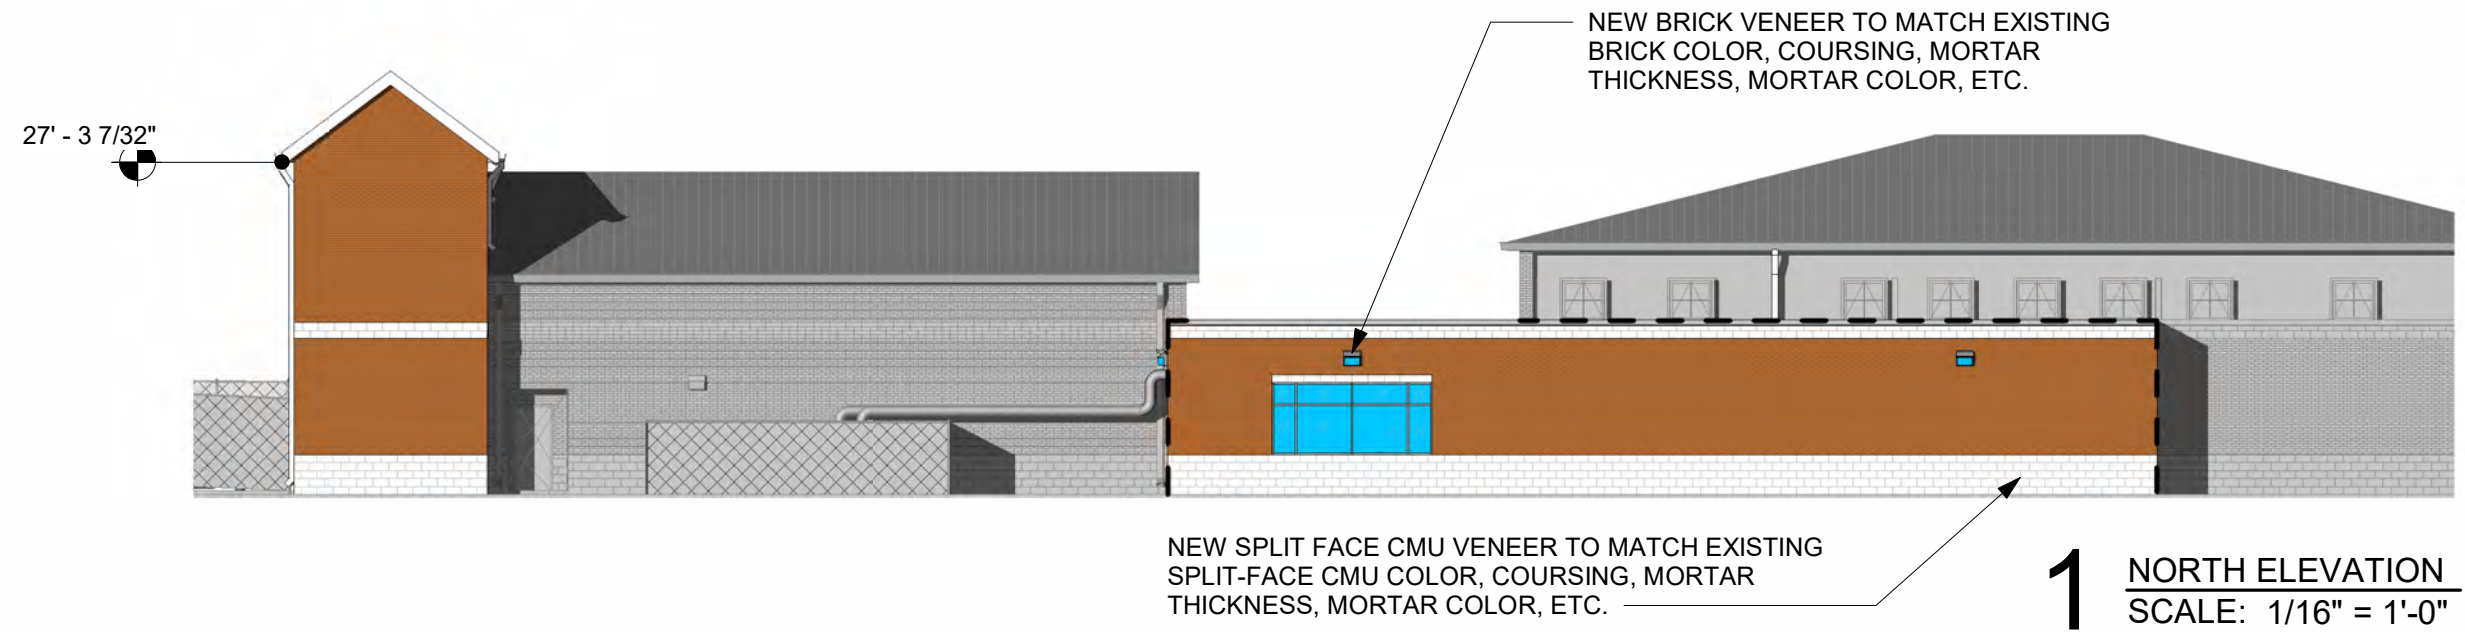 NEW BRICK VENEER TO MATCH EXISTING
BRICK COLOR, COURSING, MORTAR
THICKNESS, MORTAR COLOR, ETC.
27' - 3 7/32"
NEW SPLIT FACE CMU VENEER TO MATCH EXISTING
SPLIT-FACE CMU COLOR, COURSING, MORTAR
THICKNESS, MORTAR COLOR, ETC.
1
NORTH ELEVATION
SCALE: 1/16" = 1'-0"